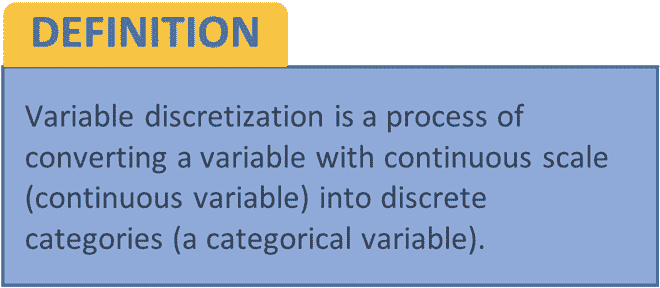 DEFINITION
Variable discretization is a process of
converting a variable with continuous scale
(continuous variable) into discrete
categories (a categorical variable).